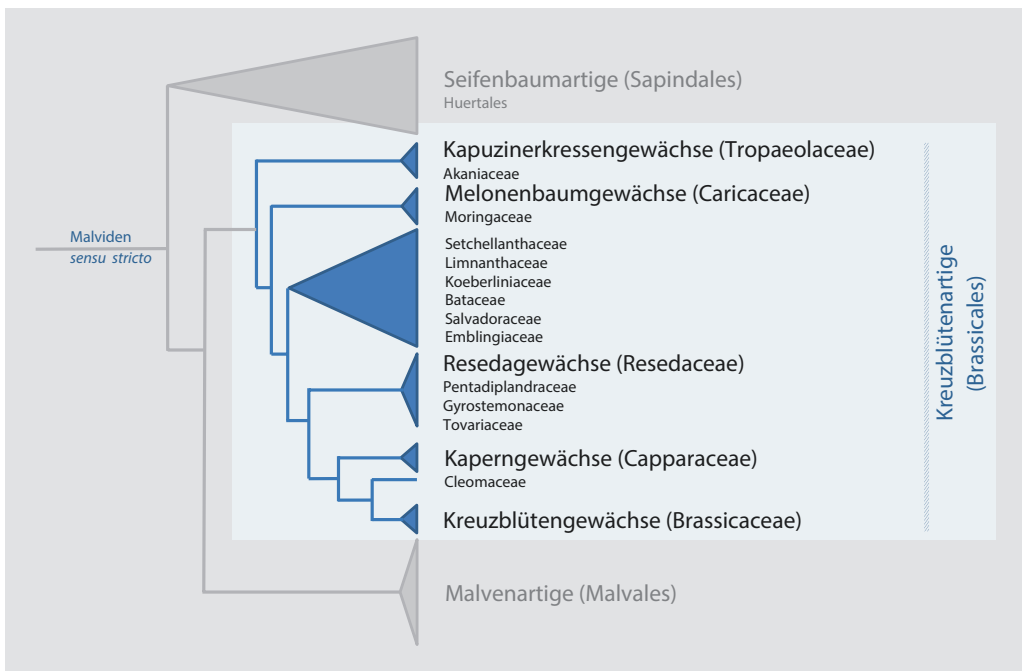 Seifenbaumartige (Sapindales)
Huertales
Kapuzinerkressengewächse (Tropaeolaceae)
Akaniaceae
Melonenbaumgewächse (Caricaceae)
Moringaceae
Malviden
sensu stricto
Setchellanthaceae
Limnanthaceae
Koeberliniaceae
Bataceae
Salvadoraceae
Emblingiaceae
Resedagewächse (Resedaceae)
Pentadiplandraceae
Gyrostemonaceae
Tovariaceae
Kaperngewächse (Capparaceae)
Cleomaceae
Kreuzblütengewächse (Brassicaceae)
Kreuzblütenartige
(Brassicales)
Malvenartige (Malvales)